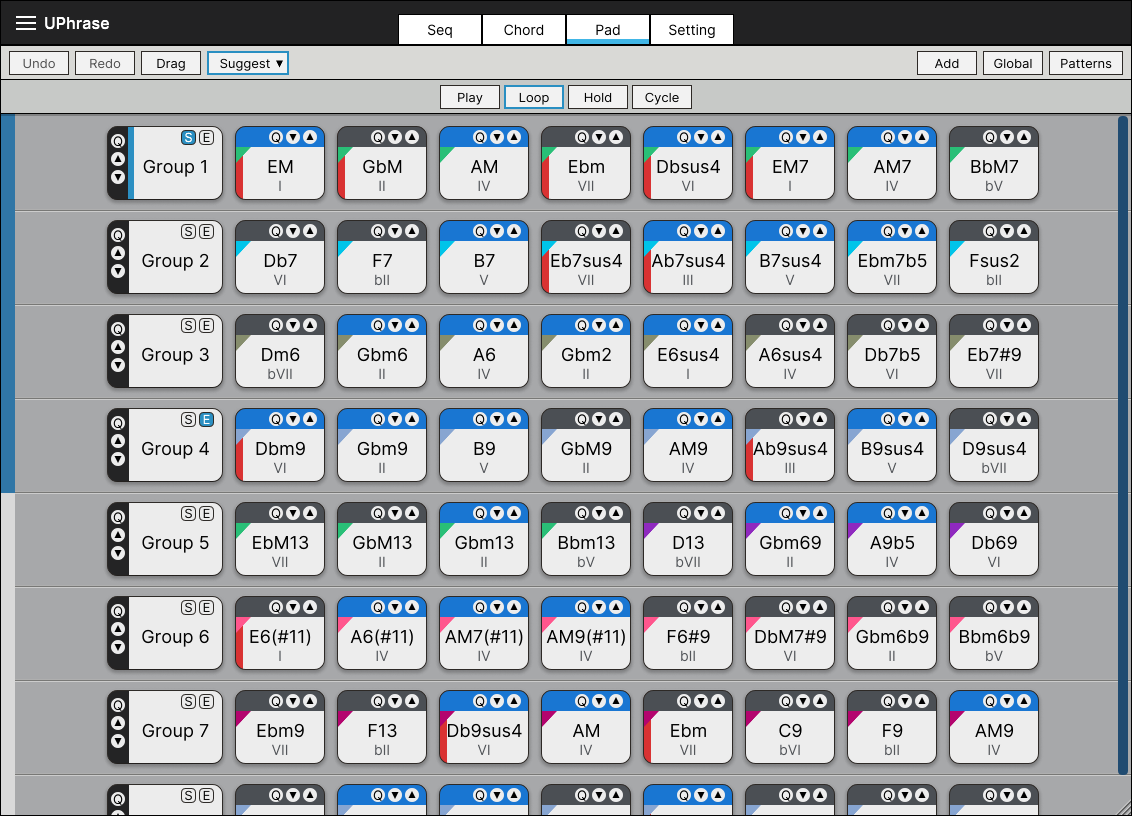 UPhrase
Seq Chord Pad Setting
Undo Redo Drag Suggest ▾ Add Global Patterns
Play Loop Hold Cycle
Q S E Q Q Q Q Q Q Q Q
Group 1 EM GbM AM Ebm Dbsus4 EM7 AM7 BbM7
I II IV VII VI I IV bV
Q S E Q Q Q Q Q Q Q Q
Group 2 Db7 F7 B7 Eb7sus4 Ab7sus4 B7sus4 Ebm7b5 Fsus2
VI bII V VII III V VII bII
Q S E Q Q Q Q Q Q Q Q
Group 3 Dm6 Gbm6 A6 Gbm2 E6sus4 A6sus4 Db7b5 Eb7#9
bVII II IV II I IV VI VII
Q S E Q Q Q Q Q Q Q Q
Group 4 Dbm9 Gbm9 B9 GbM9 AM9 Ab9sus4 B9sus4 D9sus4
VI II V II IV III V bVII
Q S E Q Q Q Q Q Q Q Q
Group 5 EbM13 GbM13 Gbm13 Bbm13 D13 Gbm69 A9b5 Db69
VII II II bV bVII II IV VI
Q S E Q Q Q Q Q Q Q Q
Group 6 E6(#11) A6(#11) AM7(#11) AM9(#11) F6#9 DbM7#9 Gbm6b9 Bbm6b9
I IV IV IV bII VI II bV
Q S E Q Q Q Q Q Q Q Q
Group 7 Ebm9 F13 Db9sus4 AM Ebm C9 F9 AM9
VII bII VI IV VII bVI bII IV
Q S E Q Q Q Q Q Q Q Q